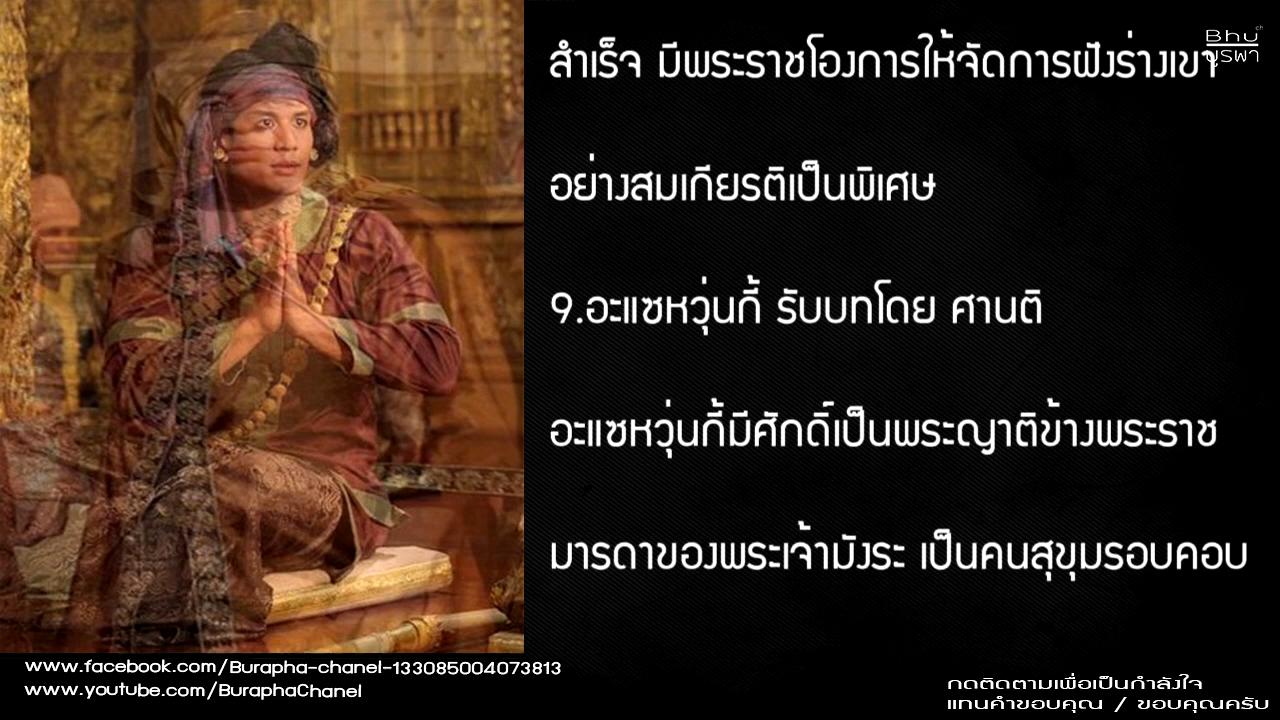 สำเร็จ มีพระราชโองการให้จัดการฝังร่างเขา
Bhu ch
บูรพา
อย่างสมเกียรติเป็นพิเศษ
9.อะแซหวุ่นกี้ รับบทโดย ศานติ
อะแซหวุ่นกี้มีศักดิ์เป็นพระญาติข้างพระราช
มารดาของพระเจ้ามังระ เป็นคนสุขุมรอบคอบ
www.facebook.com/Burapha-chanel-133085004073813
www.youtube.com/BuraphaChanel
กดติดตามเพื่อเป็นกำลังใจ
แทนคำขอบคุณ / ขอบคุณครับ